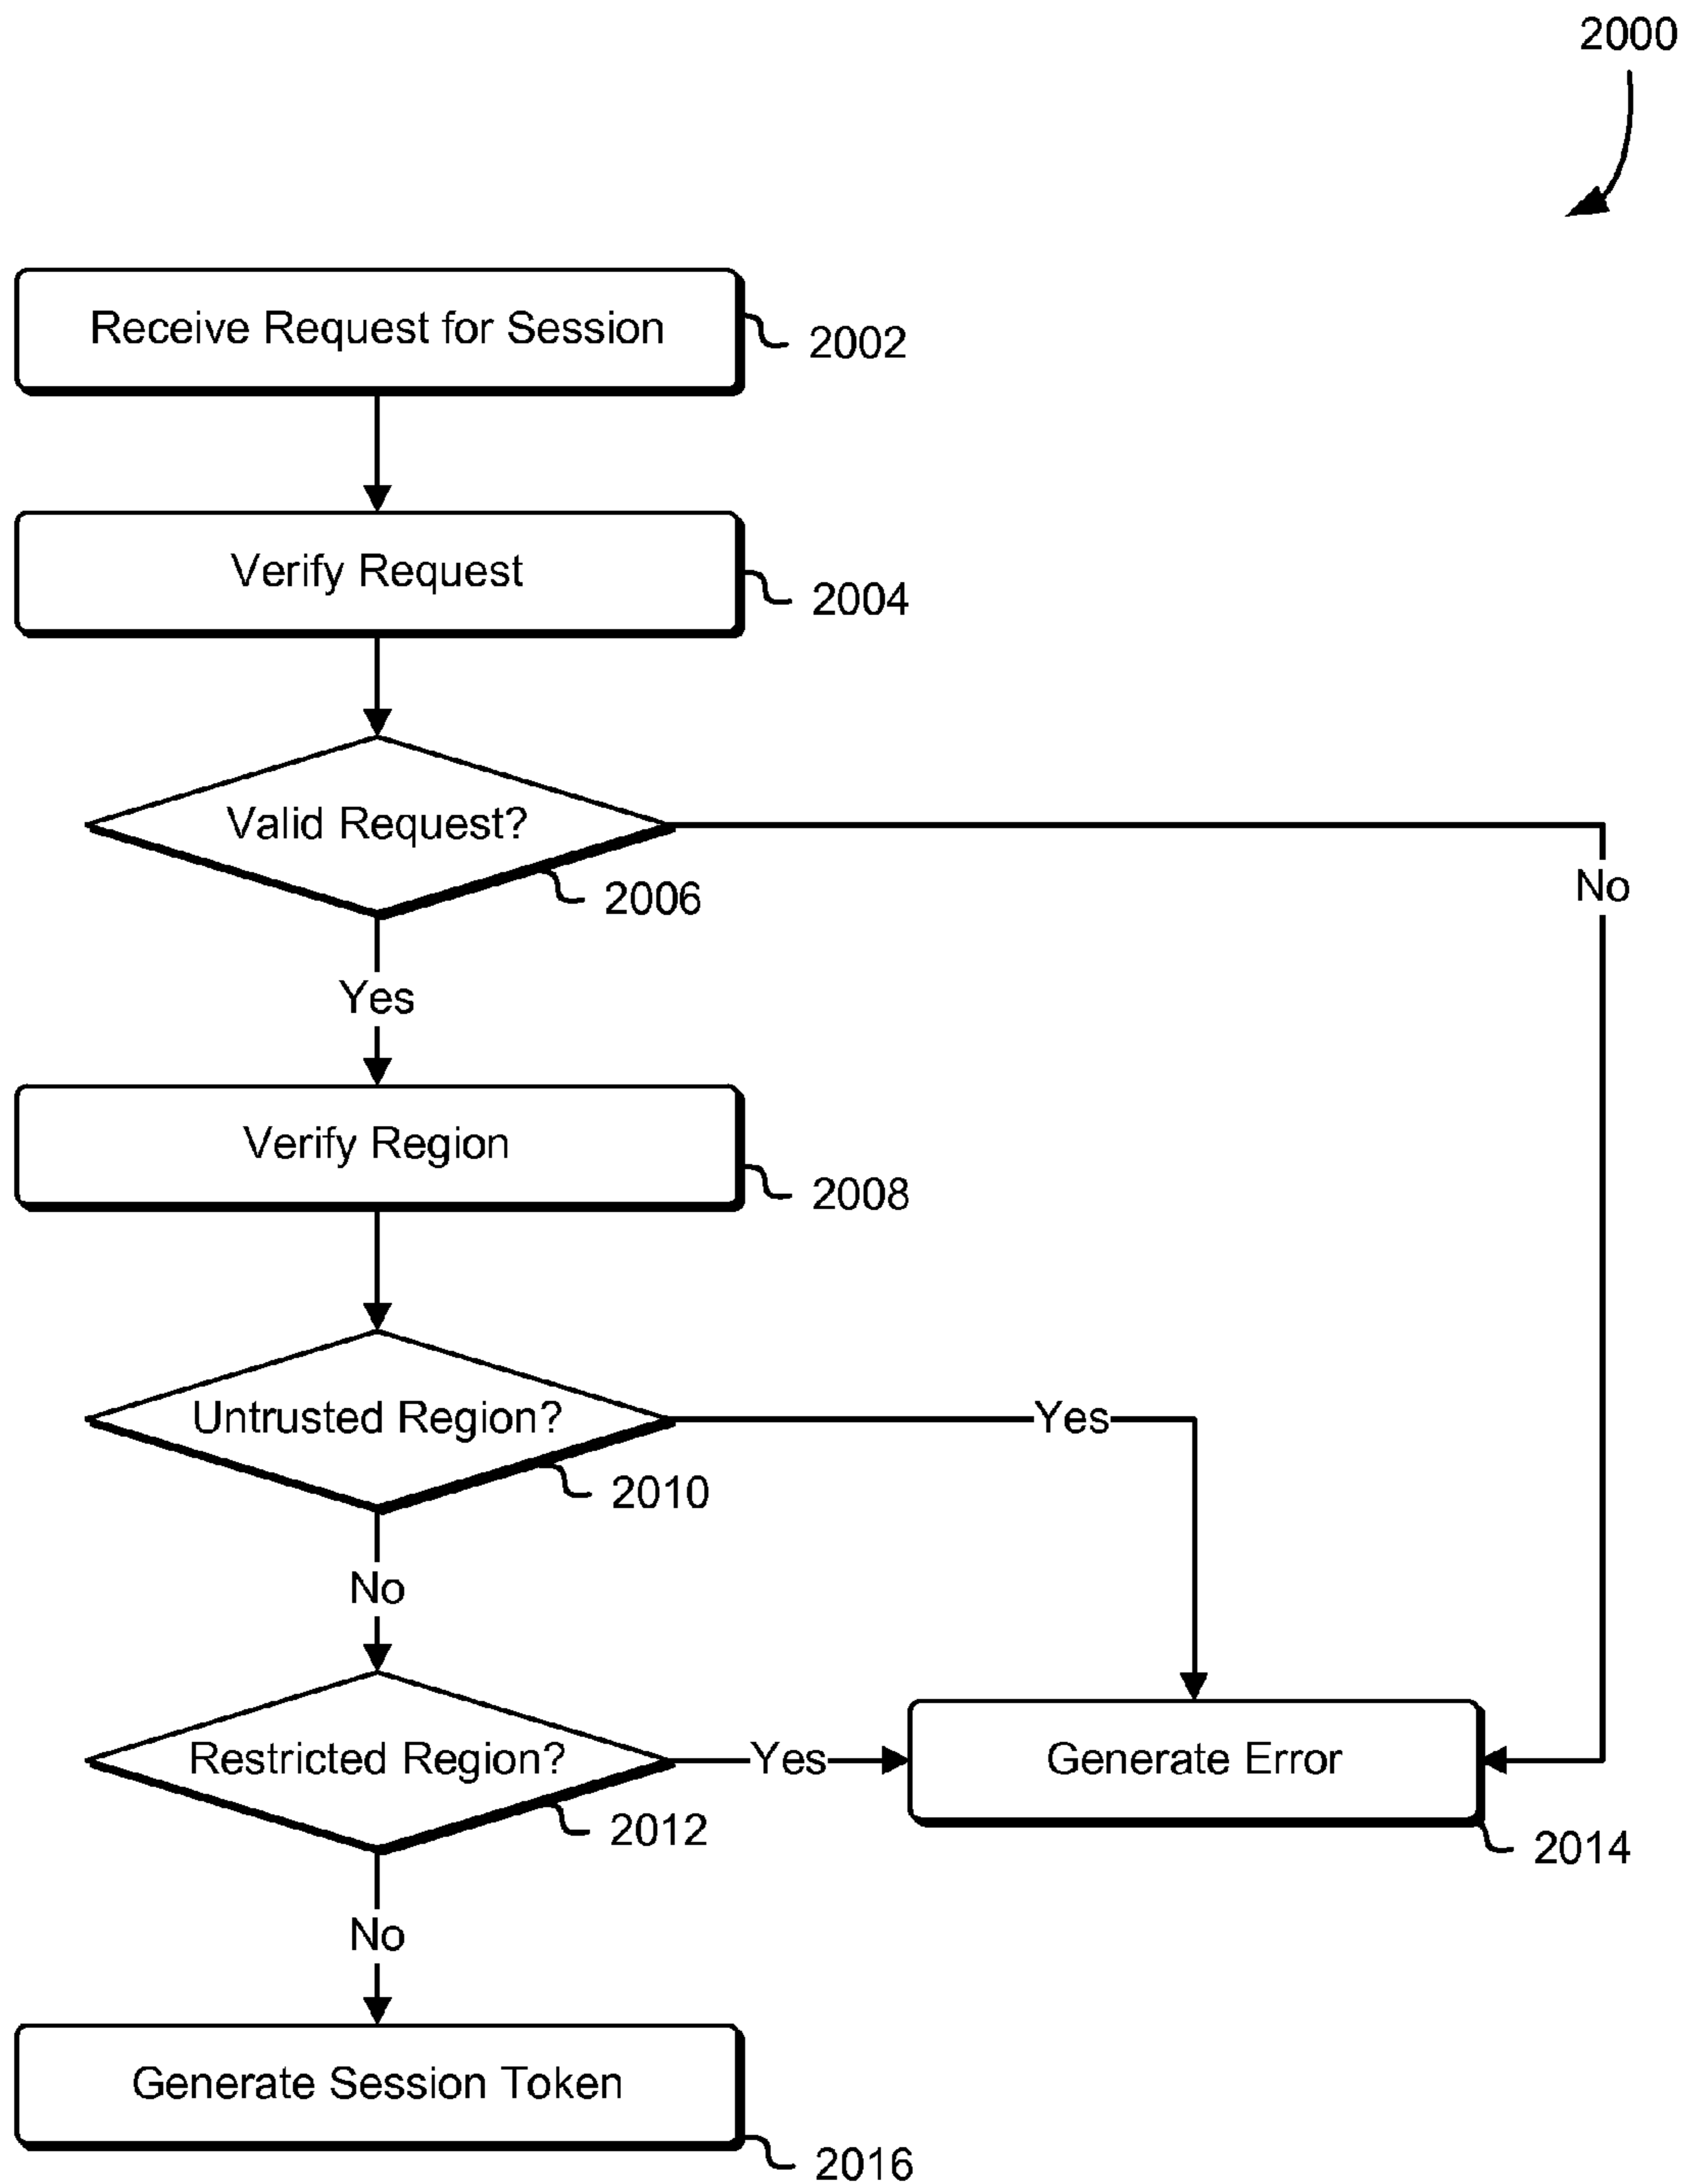 2000
Receive Request for Session
2002
Verify Request
2004
Valid Request?
2006
No
Yes
Verify Region
2008
Untrusted Region?
Yes
2010
No
Restricted Region?
Yes
Generate Error
2012
2014
No
Generate Session Token
2016